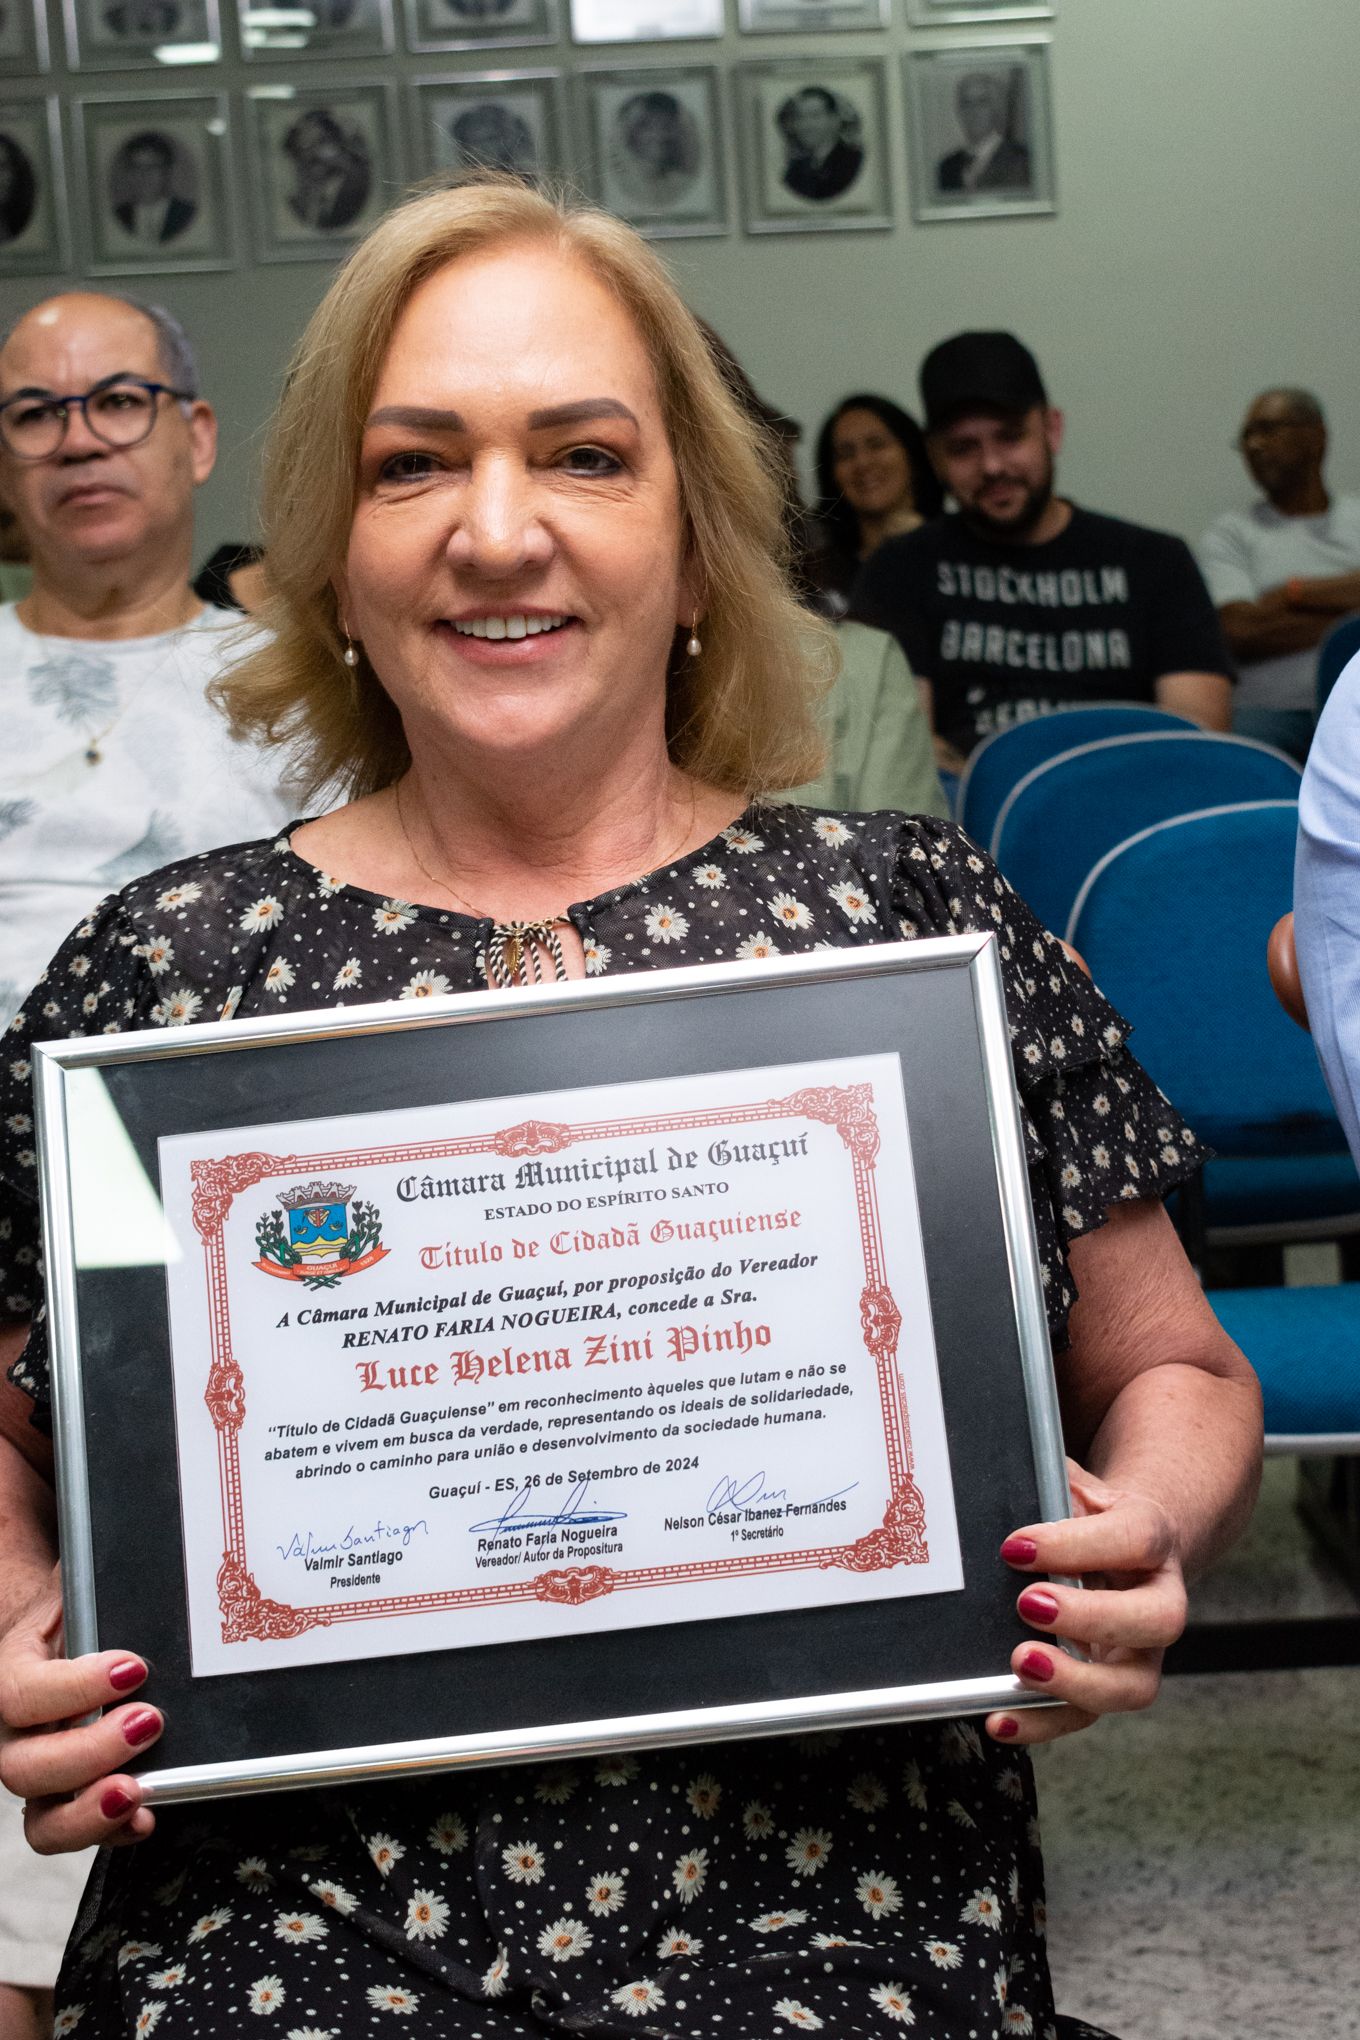 STOCKHOLM
BARCELONA
Câmara Municipal de Guaçuí
ESTADO DO ESPÍRITO SANTO
Título de Cidadã Guaçuiense
GUAÇUÍ
A Câmara Municipal de Guaçuí, por proposição do Vereador
RENATO FARIA NOGUEIRA, concede a Sra.
Luce Helena Zini Pinho
“Título de Cidadã Guaçuiense” em reconhecimento àqueles que lutam e não se
abatem e vivem em busca da verdade, representando os ideais de solidariedade,
abrindo o caminho para união e desenvolvimento da sociedade humana.
Guaçuí - ES, 26 de Setembro de 2024
Valmir Santiago
Valmir Santiago
Presidente
Renato Faria Nogueira
Vereador/ Autor da Propositura
Nelson César Ibanez Fernandes
1º Secretário